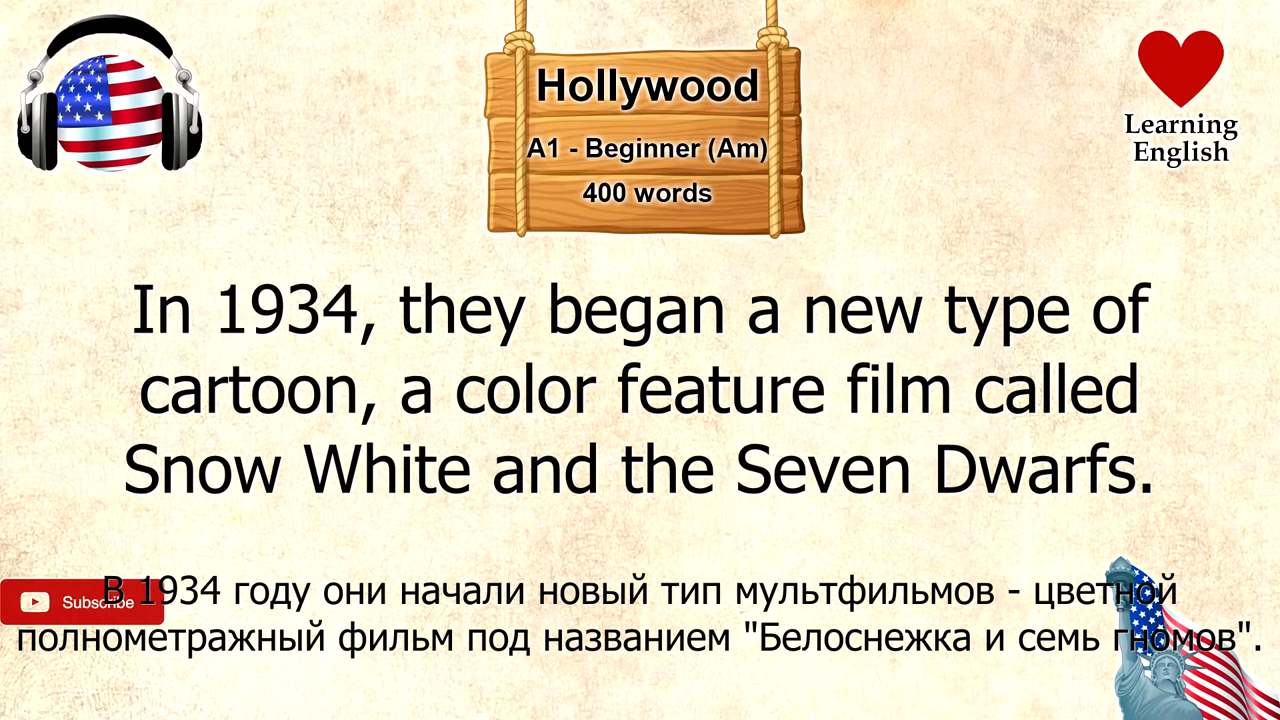 Hollywood
A1 - Beginner (Am)
400 words
Learning
English
In 1934, they began a new type of
cartoon, a color feature film called
Snow White and the Seven Dwarfs.
Subscribe
В 1934 году они начали новый тип мультфильмов - цветной
полнометражный фильм под названием "Белоснежка и семь гномов".